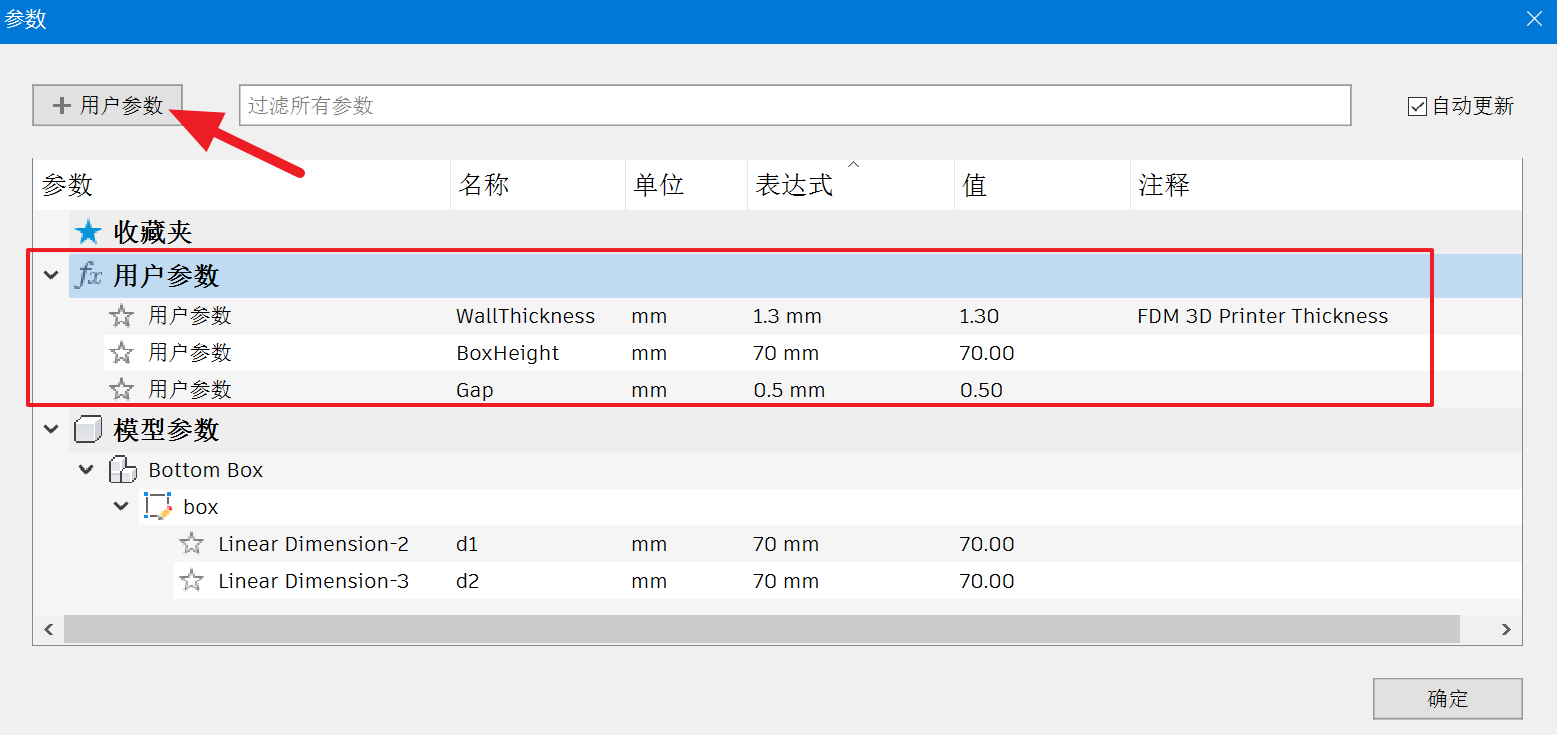 参数
用户参数 过滤所有参数 自动更新
参数 名称 单位 表达式 值 注释
收藏夹
fx 用户参数
用户参数 WallThickness mm 1.3 mm 1.30 FDM 3D Printer Thickness
用户参数 BoxHeight mm 70 mm 70.00
用户参数 Gap mm 0.5 mm 0.50
模型参数
Bottom Box
box
Linear Dimension-2 d1 mm 70 mm 70.00
Linear Dimension-3 d2 mm 70 mm 70.00
确定